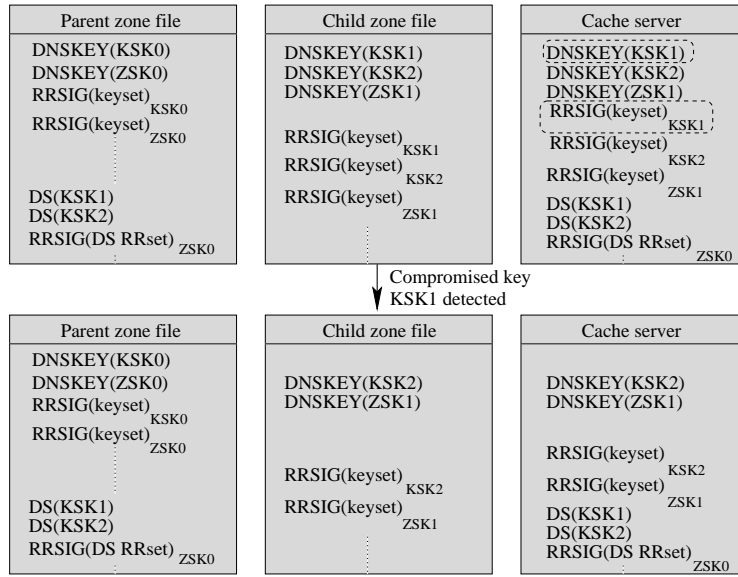 Parent zone file
DNSKEY(KSK0)
DNSKEY(ZSK0)
RRSIG(keyset) KSK0
RRSIG(keyset) ZSK0
DS(KSK1)
DS(KSK2)
RRSIG(DS RRset) ZSK0
Child zone file
DNSKEY(KSK1)
DNSKEY(KSK2)
DNSKEY(ZSK1)
RRSIG(keyset) KSK1
RRSIG(keyset) KSK2
RRSIG(keyset) ZSK1
Cache server
DNSKEY(KSK1)
DNSKEY(KSK2)
DNSKEY(ZSK1)
RRSIG(keyset) KSK1
RRSIG(keyset) KSK2
RRSIG(keyset) ZSK1
DS(KSK1)
DS(KSK2)
RRSIG(DS RRset) ZSK0
Compromised key
KSK1 detected
Parent zone file
DNSKEY(KSK0)
DNSKEY(ZSK0)
RRSIG(keyset) KSK0
RRSIG(keyset) ZSK0
DS(KSK1)
DS(KSK2)
RRSIG(DS RRset) ZSK0
Child zone file
DNSKEY(KSK2)
DNSKEY(ZSK1)
RRSIG(keyset) KSK2
RRSIG(keyset) ZSK1
Cache server
DNSKEY(KSK2)
DNSKEY(ZSK1)
RRSIG(keyset) KSK2
RRSIG(keyset) ZSK1
DS(KSK1)
DS(KSK2)
RRSIG(DS RRset) ZSK0